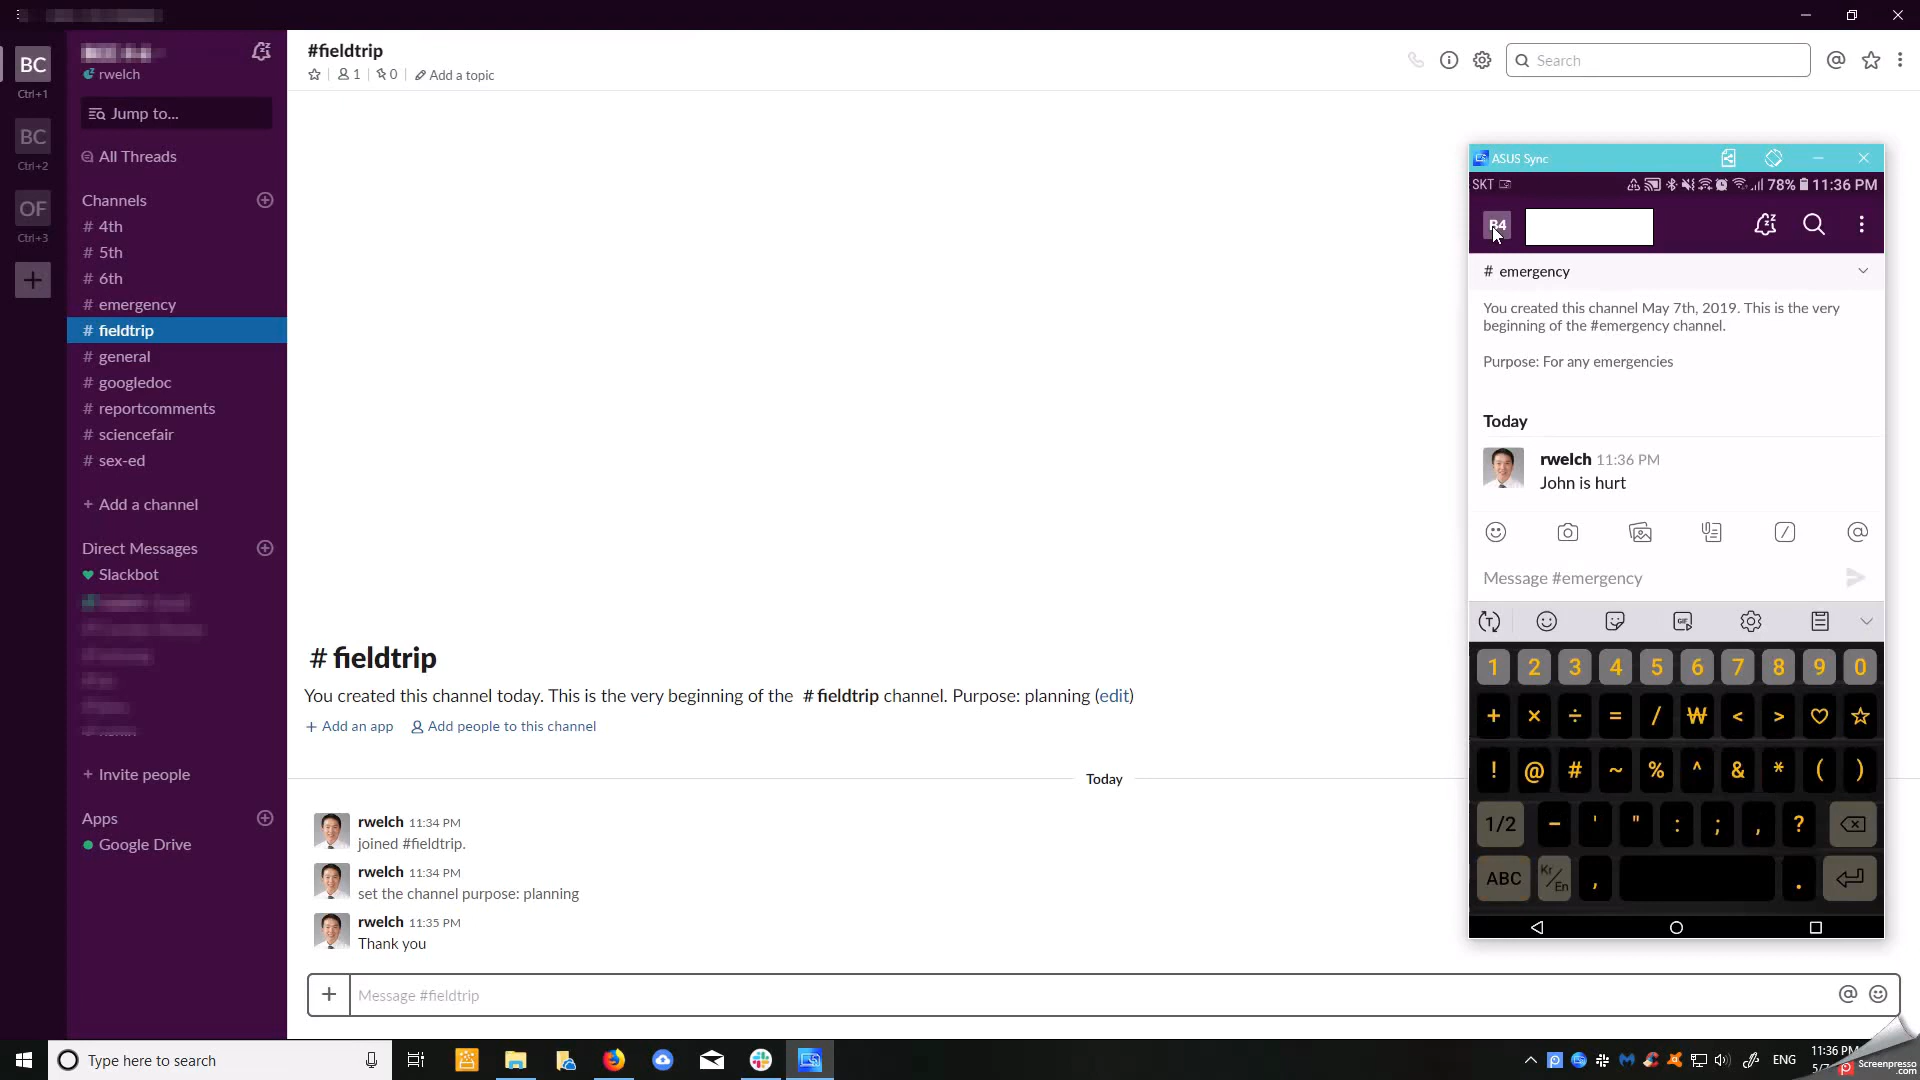 BC
Ctrl+1
BC
Ctrl+2
OF
Ctrl+3
rwelch
Jump to...
All Threads
Channels
# 4th
# 5th
# 6th
# emergency
# fieldtrip
# general
# googledoc
# reportcomments
# sciencefair
# sex-ed
+ Add a channel
Direct Messages
Slackbot
+ Invite people
Apps
Google Drive
#fieldtrip
1 0 Add a topic
Search
# fieldtrip
You created this channel today. This is the very beginning of the # fieldtrip channel. Purpose: planning (edit)
+ Add an app Add people to this channel
Today
rwelch 11:34 PM
joined #fieldtrip.
rwelch 11:34 PM
set the channel purpose: planning
rwelch 11:35 PM
Thank you
+ Message #fieldtrip
ASUS Sync
SKT 78% 11:36 PM
B4
# emergency
You created this channel May 7th, 2019. This is the very
beginning of the #emergency channel.
Purpose: For any emergencies
Today
rwelch 11:36 PM
John is hurt
Message #emergency
GIF
1 2 3 4 5 6 7 8 9 0
+ × ÷ = / ₩ < > ♡ ☆
! @ # ~ % ^ & * ( )
1/2 - ' " : ; , ?
ABC Kr/En , .
Type here to search
ENG
11:36 PM
Screenpresso
.com